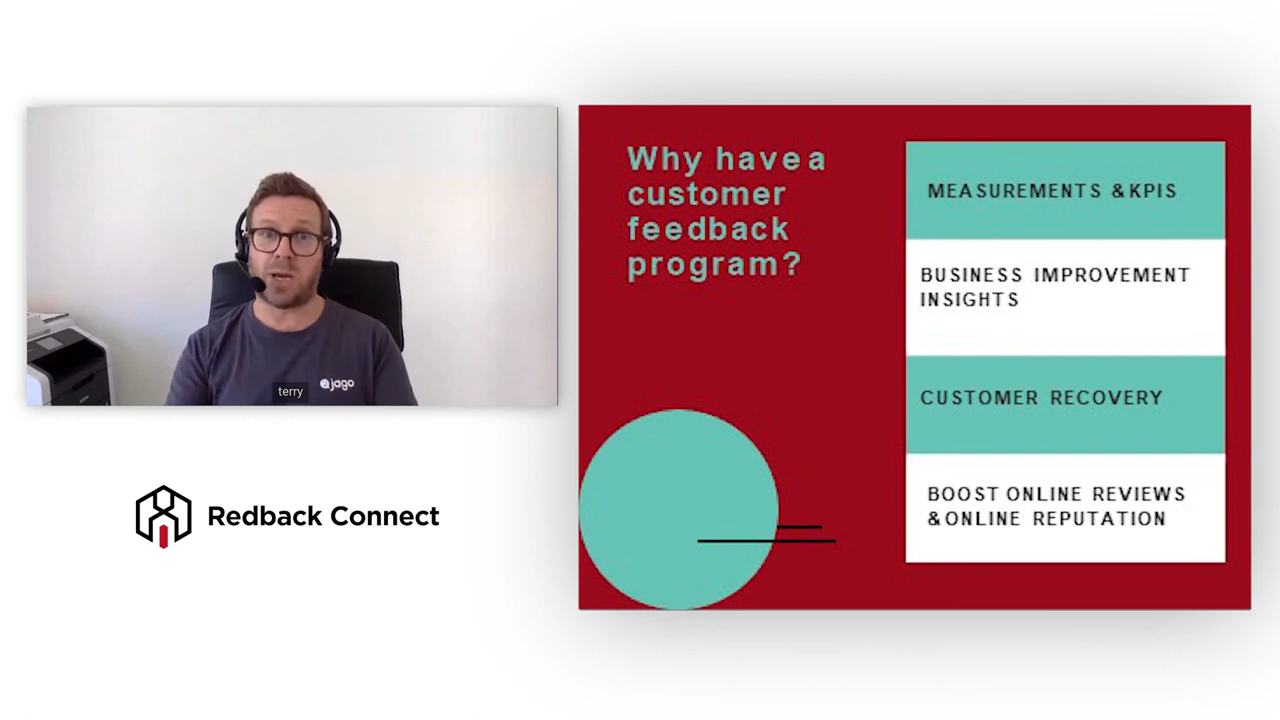 terry
jago
Redback Connect
Why have a
customer
feedback
program?
MEASUREMENTS & KPIS
BUSINESS IMPROVEMENT
INSIGHTS
CUSTOMER RECOVERY
BOOST ONLINE REVIEWS
& ONLINE REPUTATION